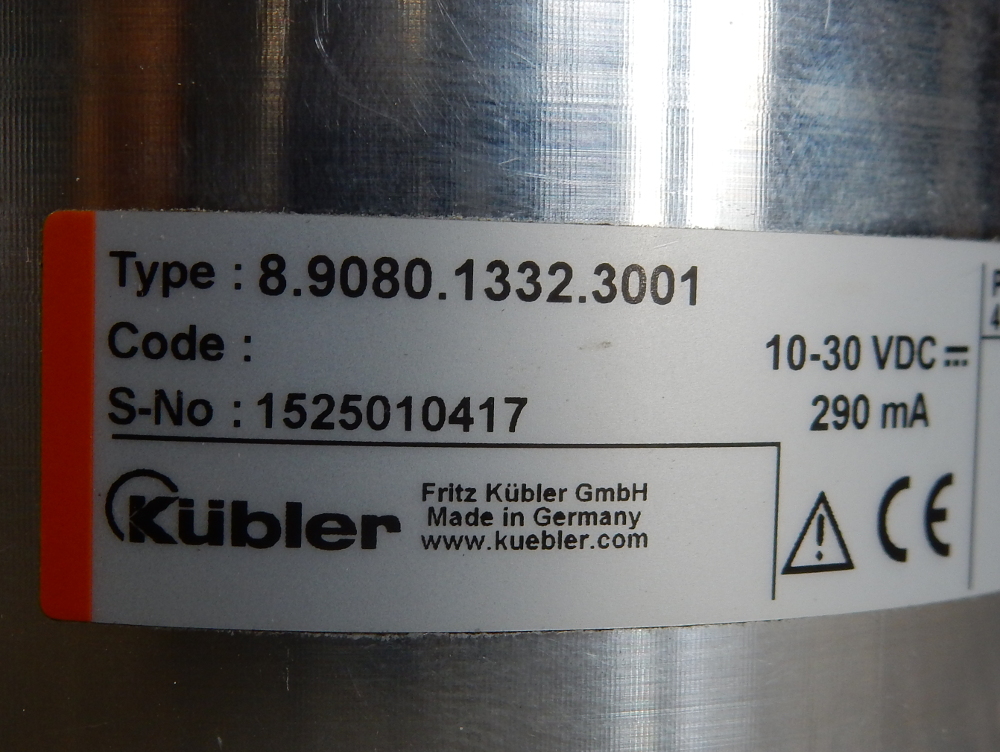 Type : 8.9080.1332.3001
Code :
S-No : 1525010417
10-30 VDC
290 mA
Kübler
Fritz Kübler GmbH
Made in Germany
www.kuebler.com
CE